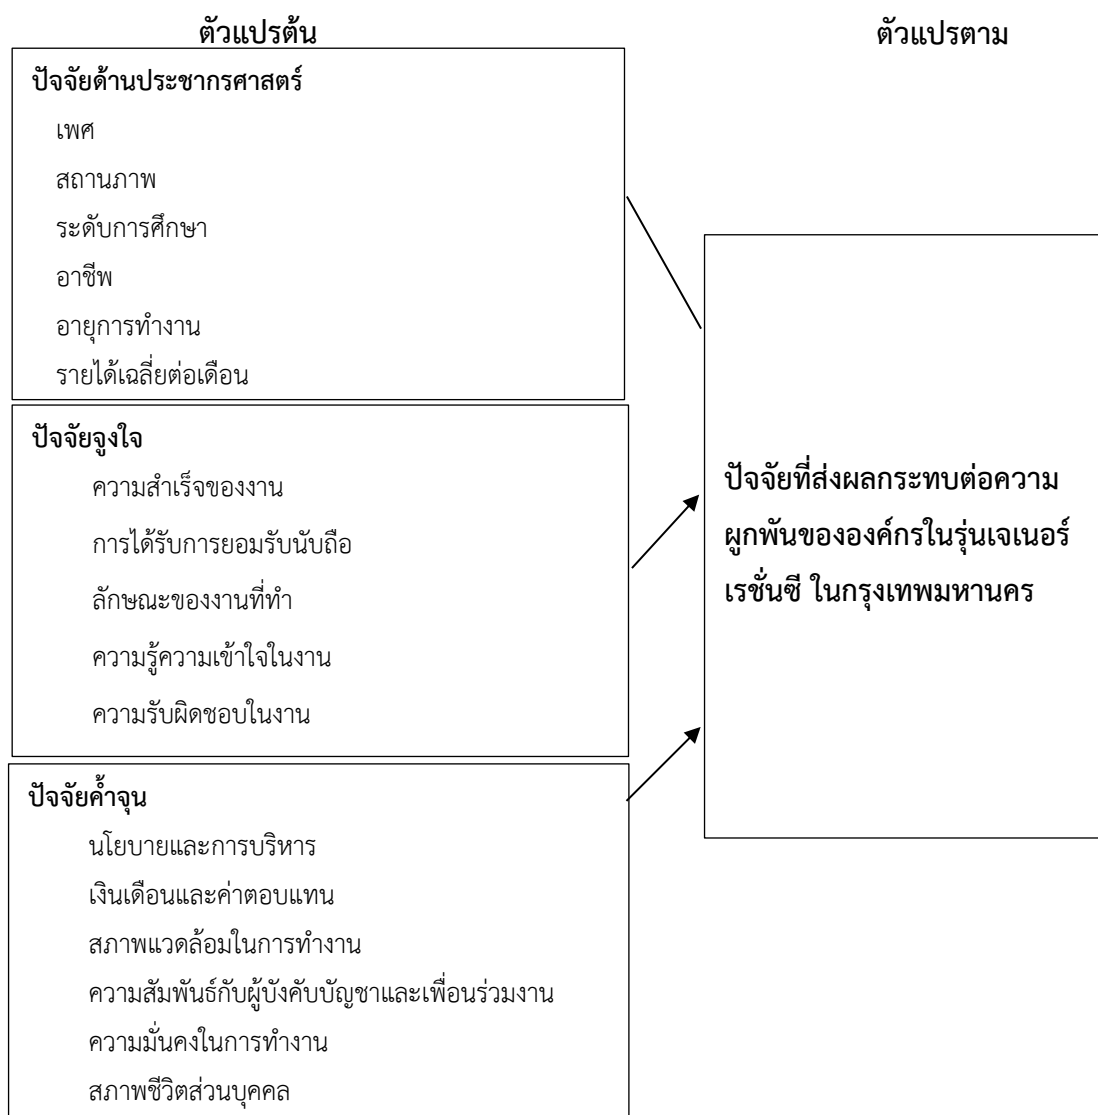 ตัวแปรต้น
ตัวแปรตาม
ปัจจัยด้านประชากรศาสตร์
เพศ
สถานภาพ
ระดับการศึกษา
อาชีพ
อายุการทำงาน
รายได้เฉลี่ยต่อเดือน
ปัจจัยจูงใจ
ความสำเร็จของงาน
การได้รับการยอมรับนับถือ
ลักษณะของงานที่ทำ
ความรู้ความเข้าใจในงาน
ความรับผิดชอบในงาน
ปัจจัยค้ำจุน
นโยบายและการบริหาร
เงินเดือนและค่าตอบแทน
สภาพแวดล้อมในการทำงาน
ความสัมพันธ์กับผู้บังคับบัญชาและเพื่อนร่วมงาน
ความมั่นคงในการทำงาน
สภาพชีวิตส่วนบุคคล
ปัจจัยที่ส่งผลกระทบต่อความ
ผูกพันขององค์กรในรุ่นเจเนอร์
เรชั่นซี ในกรุงเทพมหานคร